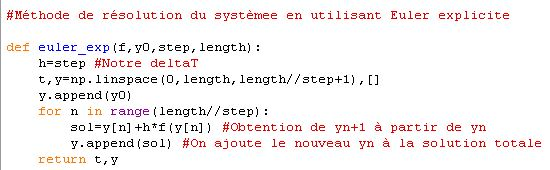 #Méthode de résolution du systèmee en utilisant Euler explicite
def euler_exp(f,y0,step,length):
    h=step #Notre deltaT
    t,y=np.linspace(0,length,length//step+1),[]
    y.append(y0)
    for n in range(length//step):
        sol=y[n]+h*f(y[n]) #Obtention de yn+1 à partir de yn
        y.append(sol) #On ajoute le nouveau yn à la solution totale
    return t,y